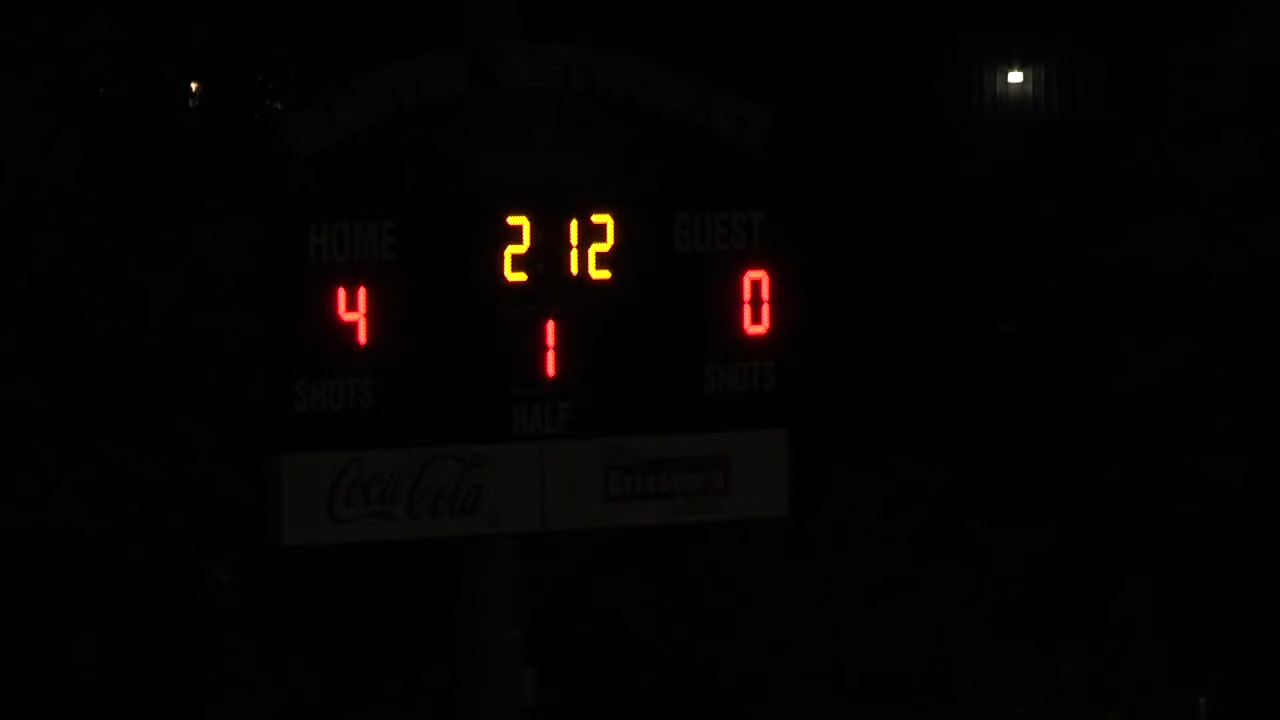 HOME 2 12 GUEST
4 0
1
SHOTS SHOTS
HALF
Coca-Cola